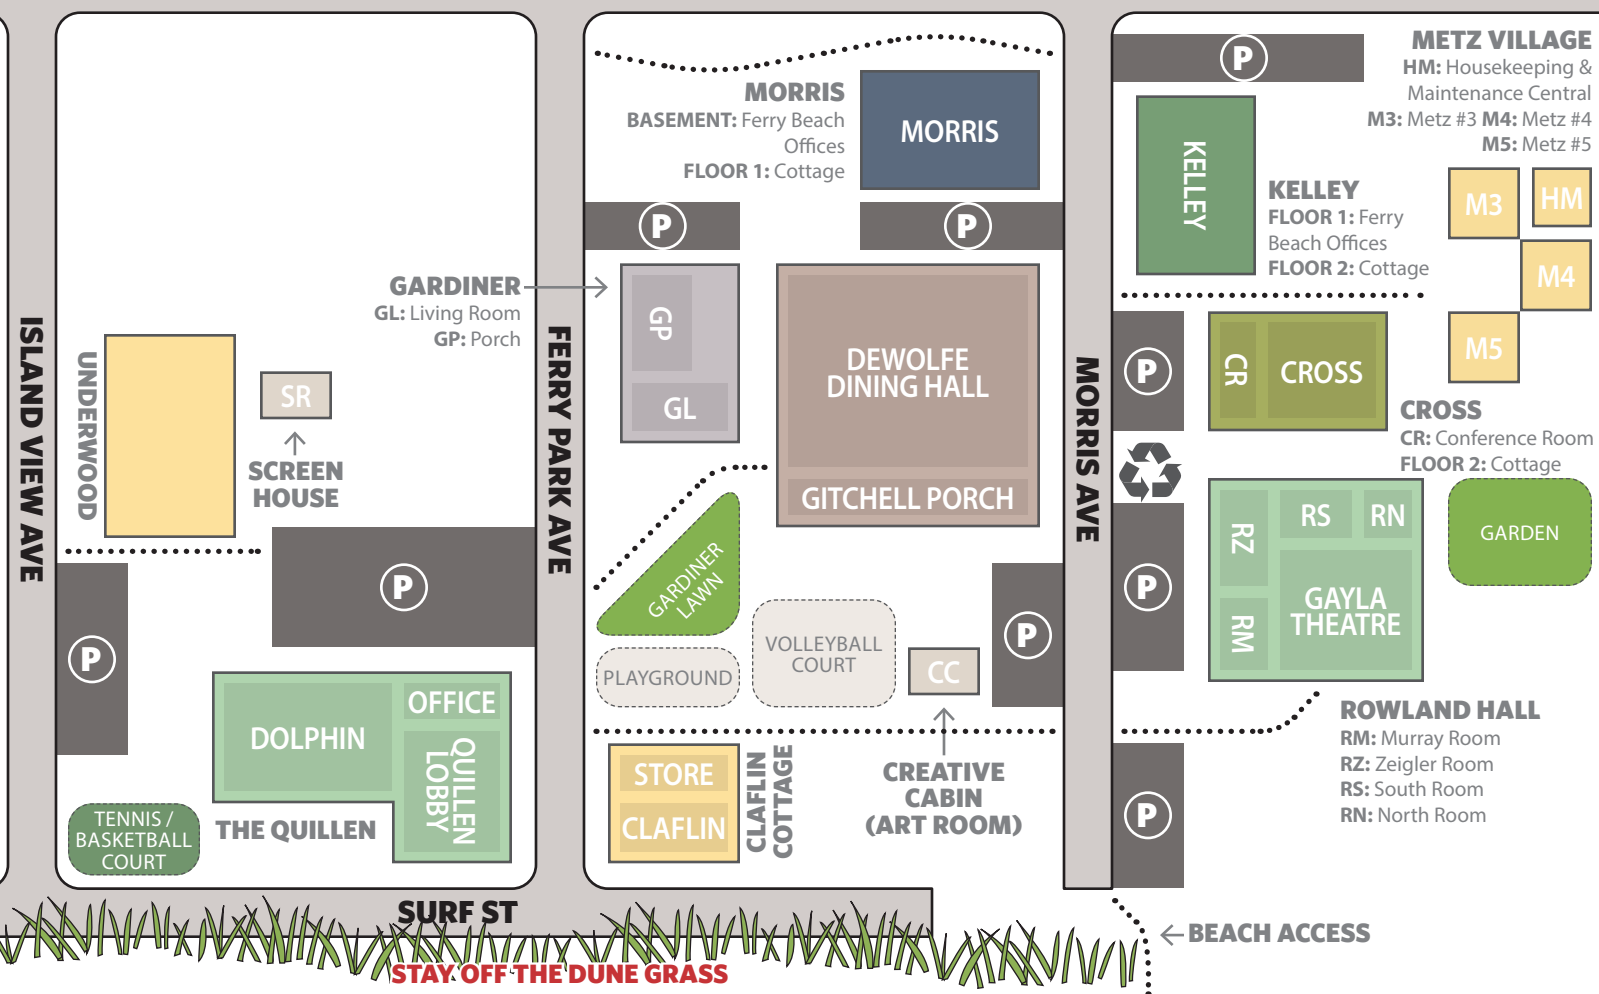 ISLAND VIEW AVE
UNDERWOOD
SR
SCREEN
HOUSE
P
P
DOLPHIN
OFFICE
QUILLEN
LOBBY
THE QUILLEN
TENNIS /
BASKETBALL
COURT
FERRY PARK AVE
MORRIS
BASEMENT: Ferry Beach
Offices
FLOOR 1: Cottage
MORRIS
P
P
GARDINER
GL: Living Room
GP: Porch
GP
GL
DEWOLFE
DINING HALL
GITCHELL PORCH
GARDINER
LAWN
PLAYGROUND
VOLLEYBALL
COURT
CC
P
STORE
CLAFLIN
CLAFLIN
COTTAGE
CREATIVE
CABIN
(ART ROOM)
MORRIS AVE
P
KELLEY
METZ VILLAGE
HM: Housekeeping &
Maintenance Central
M3: Metz #3 M4: Metz #4
M5: Metz #5
KELLEY
FLOOR 1: Ferry
Beach Offices
FLOOR 2: Cottage
M3
HM
M4
M5
P
CR
CROSS
CROSS
CR: Conference Room
FLOOR 2: Cottage
P
RZ
RS
RN
RM
GAYLA
THEATRE
GARDEN
ROWLAND HALL
RM: Murray Room
RZ: Zeigler Room
RS: South Room
RN: North Room
P
SURF ST
BEACH ACCESS
STAY OFF THE DUNE GRASS